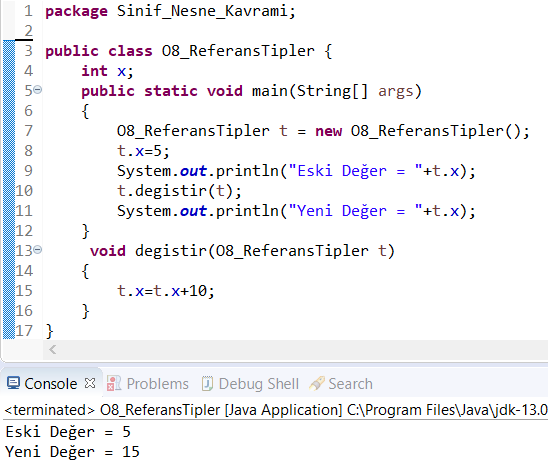 1 package Sinif_Nesne_Kavrami;
2
3 public class O8_ReferansTipler {
4     int x;
5     public static void main(String[] args)
6     {
7         O8_ReferansTipler t = new O8_ReferansTipler();
8         t.x=5;
9         System.out.println("Eski Değer = "+t.x);
10         t.degistir(t);
11         System.out.println("Yeni Değer = "+t.x);
12     }
13      void degistir(O8_ReferansTipler t)
14     {
15         t.x=t.x+10;
16     }
17 }
Console Problems Debug Shell Search
<terminated> O8_ReferansTipler [Java Application] C:\Program Files\Java\jdk-13.0
Eski Değer = 5
Yeni Değer = 15